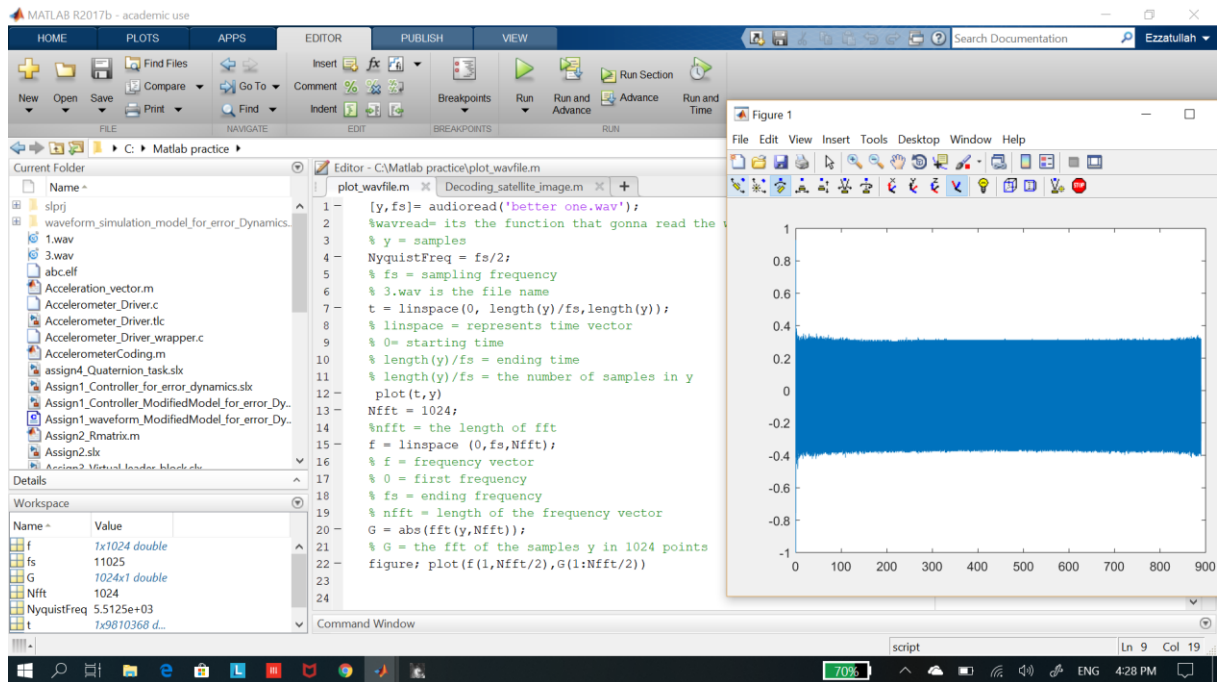 MATLAB R2017b - academic use
HOME PLOTS APPS EDITOR PUBLISH VIEW
Search Documentation
Ezzatullah
New Open Save
Find Files
Compare
Print
FILE
Go To
Find
NAVIGATE
Insert fx
Comment
Indent
EDIT
Breakpoints
BREAKPOINTS
Run
Run and Advance
Run Section
Advance
Run and Time
RUN
C: Matlab practice
Current Folder
Name
slprj
waveform_simulation_model_for_error_Dynamics..
1.wav
3.wav
abc.elf
Acceleration_vector.m
Accelerometer_Driver.c
Accelerometer_Driver.tlc
Accelerometer_Driver_wrapper.c
AccelerometerCoding.m
assign4_Quaternion_task.slx
Assign1_Controller_for_error_dynamics.slx
Assign1_Controller_ModifiedModel_for_error_Dy..
Assign1_waveform_ModifiedModel_for_error_Dy..
Assign2_Rmatrix.m
Assign2.slx
Details
Workspace
Name Value
f 1x1024 double
fs 11025
G 1024x1 double
Nfft 1024
NyquistFreq 5.5125e+03
t 1x9810368 d...
Editor - C:\Matlab practice\plot_wavfile.m
plot_wavfile.m Decoding_satellite_image.m +
1 [y,fs]= audioread('better one.wav');
2 %wavread= its the function that gonna read the
3 % y = samples
4 NyquistFreq = fs/2;
5 % fs = sampling frequency
6 % 3.wav is the file name
7 t = linspace(0, length(y)/fs,length(y));
8 % linspace = represents time vector
9 % 0= starting time
10 % length(y)/fs = ending time
11 % length(y)/fs = the number of samples in y
12 plot(t,y)
13 Nfft = 1024;
14 %nfft = the length of fft
15 f = linspace (0,fs,Nfft);
16 % f = frequency vector
17 % 0 = first frequency
18 % fs = ending frequency
19 % nfft = length of the frequency vector
20 G = abs(fft(y,Nfft));
21 % G = the fft of the samples y in 1024 points
22 figure; plot(f(1,Nfft/2),G(1:Nfft/2))
23
24
Command Window
Figure 1
File Edit View Insert Tools Desktop Window Help
1
0.8
0.6
0.4
0.2
0
-0.2
-0.4
-0.6
-0.8
-1
0 100 200 300 400 500 600 700 800 900
script
Ln 9 Col 19
70%
ENG 4:28 PM